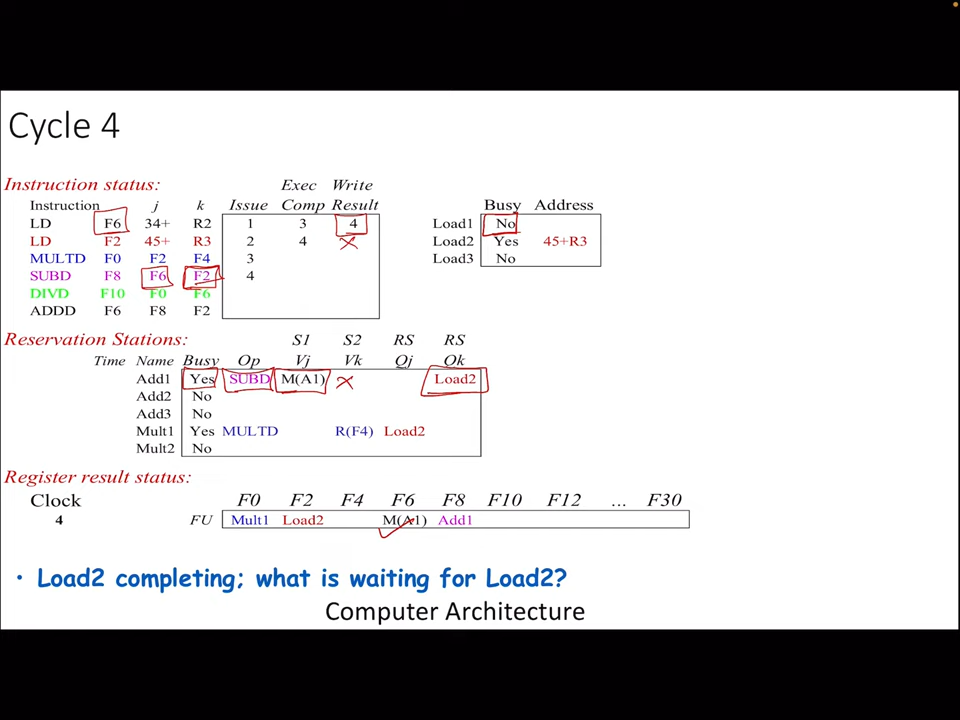 Cycle 4
Instruction status:
Exec Write
Instruction j k Issue Comp Result Busy Address
LD F6 34+ R2 1 3 4 Load1 No
LD F2 45+ R3 2 4 Load2 Yes 45+R3
MULTD F0 F2 F4 3 Load3 No
SUBD F8 F6 F2 4
DIVD F10 F0 F6
ADDD F6 F8 F2
Reservation Stations: S1 S2 RS RS
Time Name Busy Op Vj Vk Qj Qk
Add1 Yes SUBD M(A1) Load2
Add2 No
Add3 No
Mult1 Yes MULTD R(F4) Load2
Mult2 No
Register result status:
Clock F0 F2 F4 F6 F8 F10 F12 ... F30
4 FU Mult1 Load2 M(A1) Add1
• Load2 completing; what is waiting for Load2?
Computer Architecture